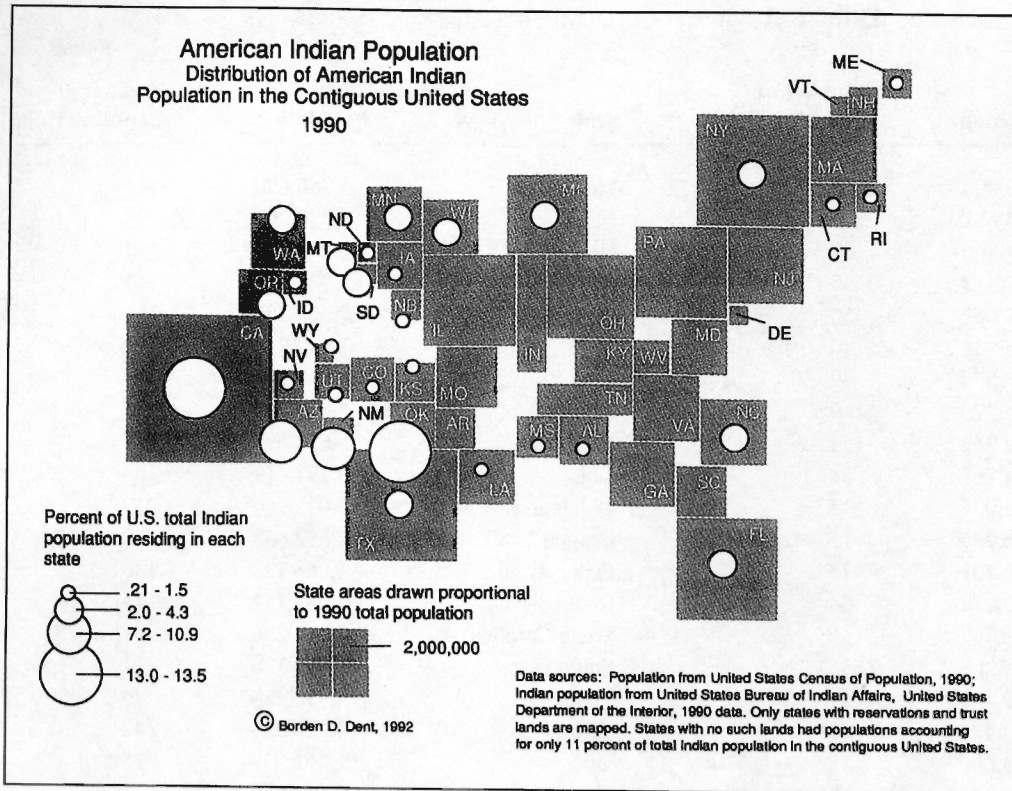 American Indian Population
Distribution of American Indian
Population in the Contiguous United States
1990
ME
VT
NH
NY
MA
MI
MN
WI
ND
WA
MT
IA
RI
CT
PA
NJ
OR
ID
SD
NB
IL
OH
DE
CA
WY
MD
IN
KY
WV
NV
UT
CO
KS
MO
TN
AZ
NM
OK
AR
MS
AL
VA
NC
LA
GA
SC
TX
FL
Percent of U.S. total Indian
population residing in each
state
.21 - 1.5
2.0 - 4.3
7.2 - 10.9
13.0 - 13.5
State areas drawn proportional
to 1990 total population
2,000,000
© Borden D. Dent, 1992
Data sources: Population from United States Census of Population, 1990;
Indian population from United States Bureau of Indian Affairs, United States
Department of the Interior, 1990 data. Only states with reservations and trust
lands are mapped. States with no such lands had populations accounting
for only 11 percent of total Indian population in the contiguous United States.